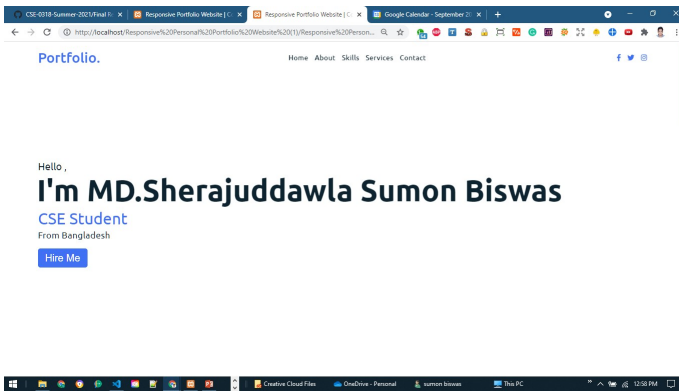 CSE-0318-Summer-2021/Final R
Responsive Portfolio Website | C
Responsive Portfolio Website | C
Google Calendar - September 20
http://localhost/Responsive%20Personal%20Portfolio%20Website%20(1)/Responsive%20Person...
Portfolio.
Home About Skills Services Contact
Hello ,
I'm MD.Sherajuddawla Sumon Biswas
CSE Student
From Bangladesh
Hire Me
Creative Cloud Files
OneDrive - Personal
sumon biswas
This PC
12:58 PM